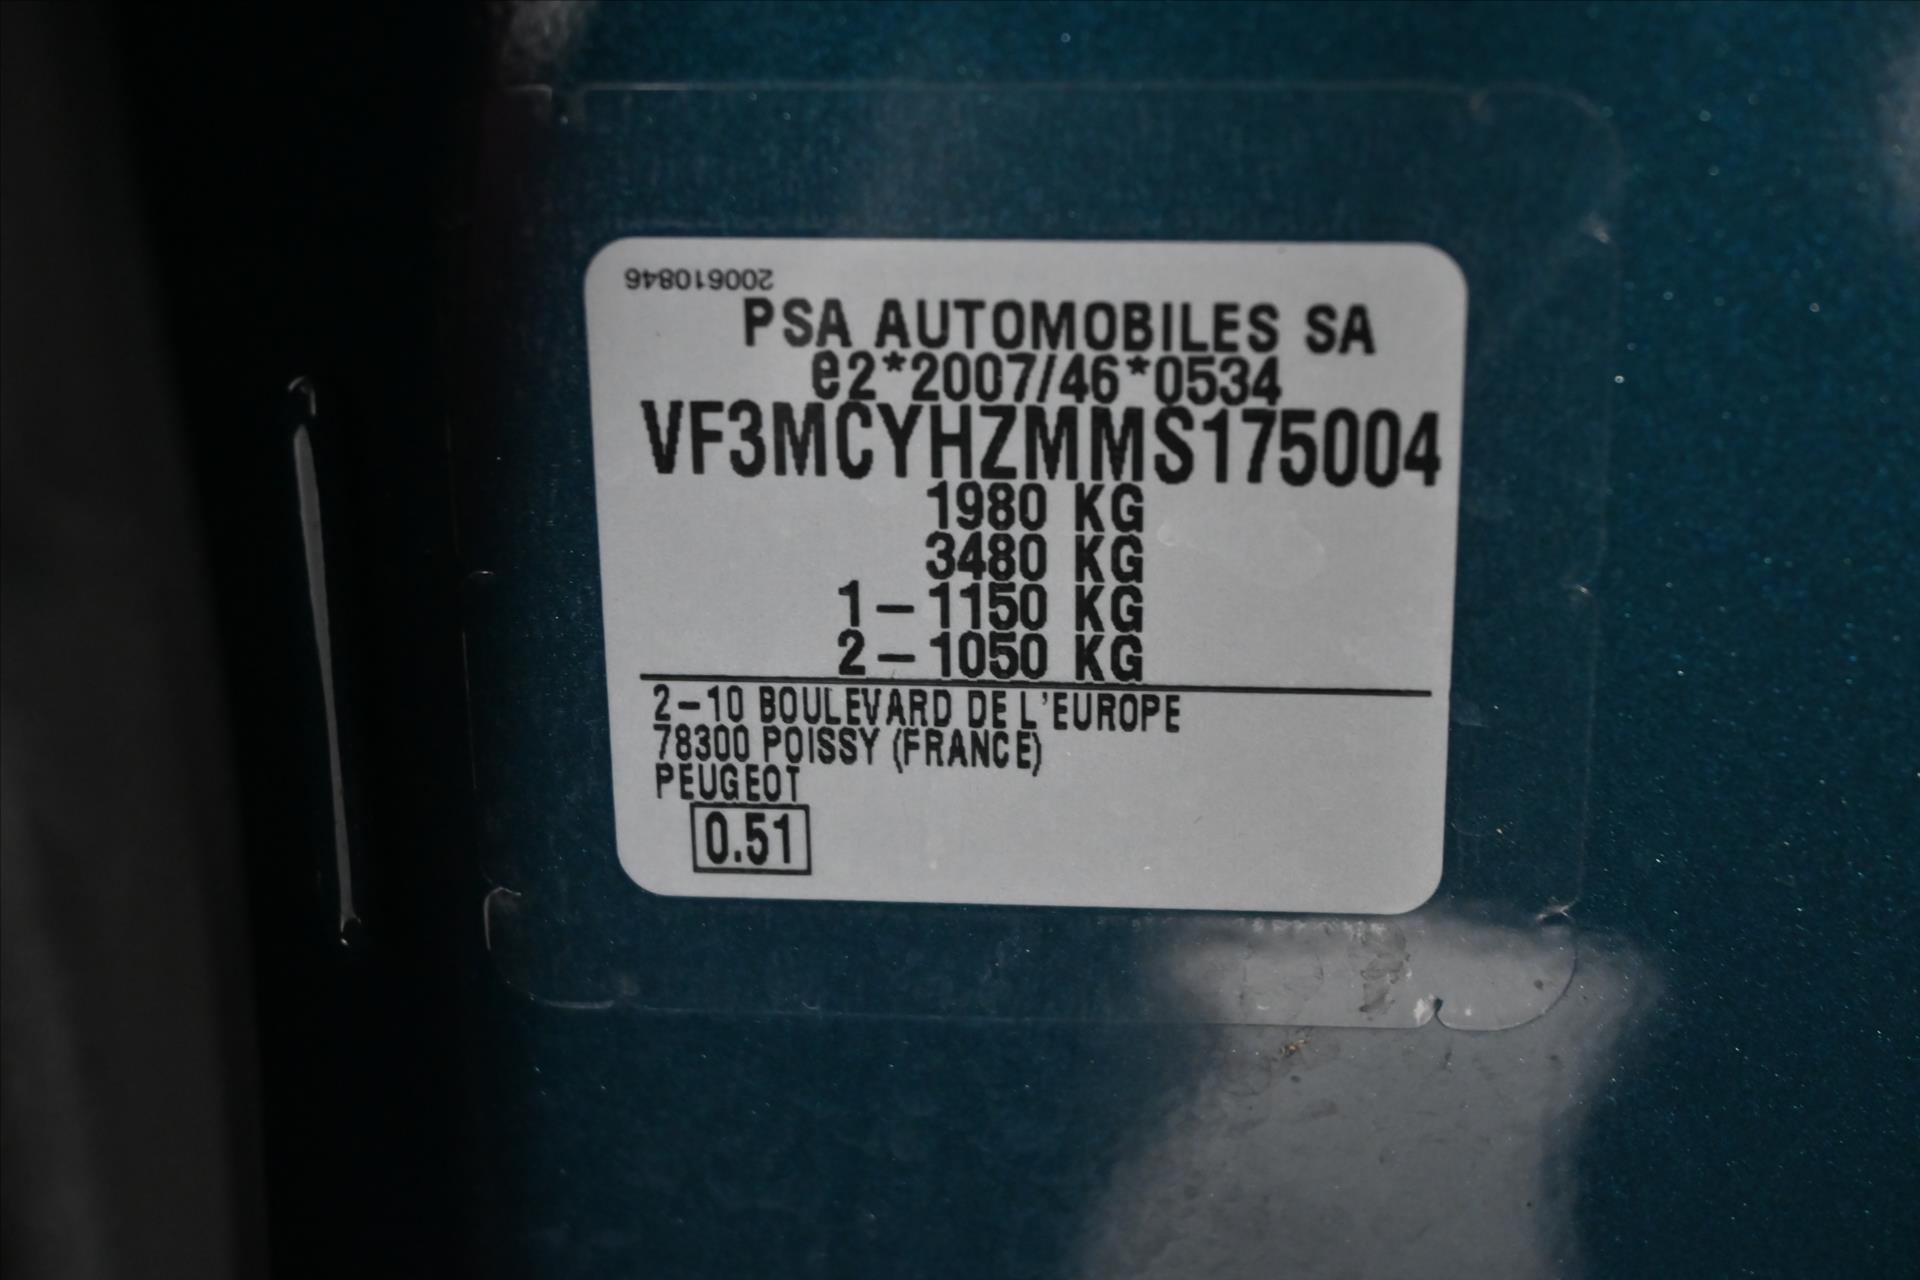 200610846
PSA AUTOMOBILES SA
e2*2007/46*0534
VF3MCYHZMMS175004
1980 KG
3480 KG
1-1150 KG
2-1050 KG
2-10 BOULEVARD DE L'EUROPE
78300 POISSY (FRANCE)
PEUGEOT
0.51